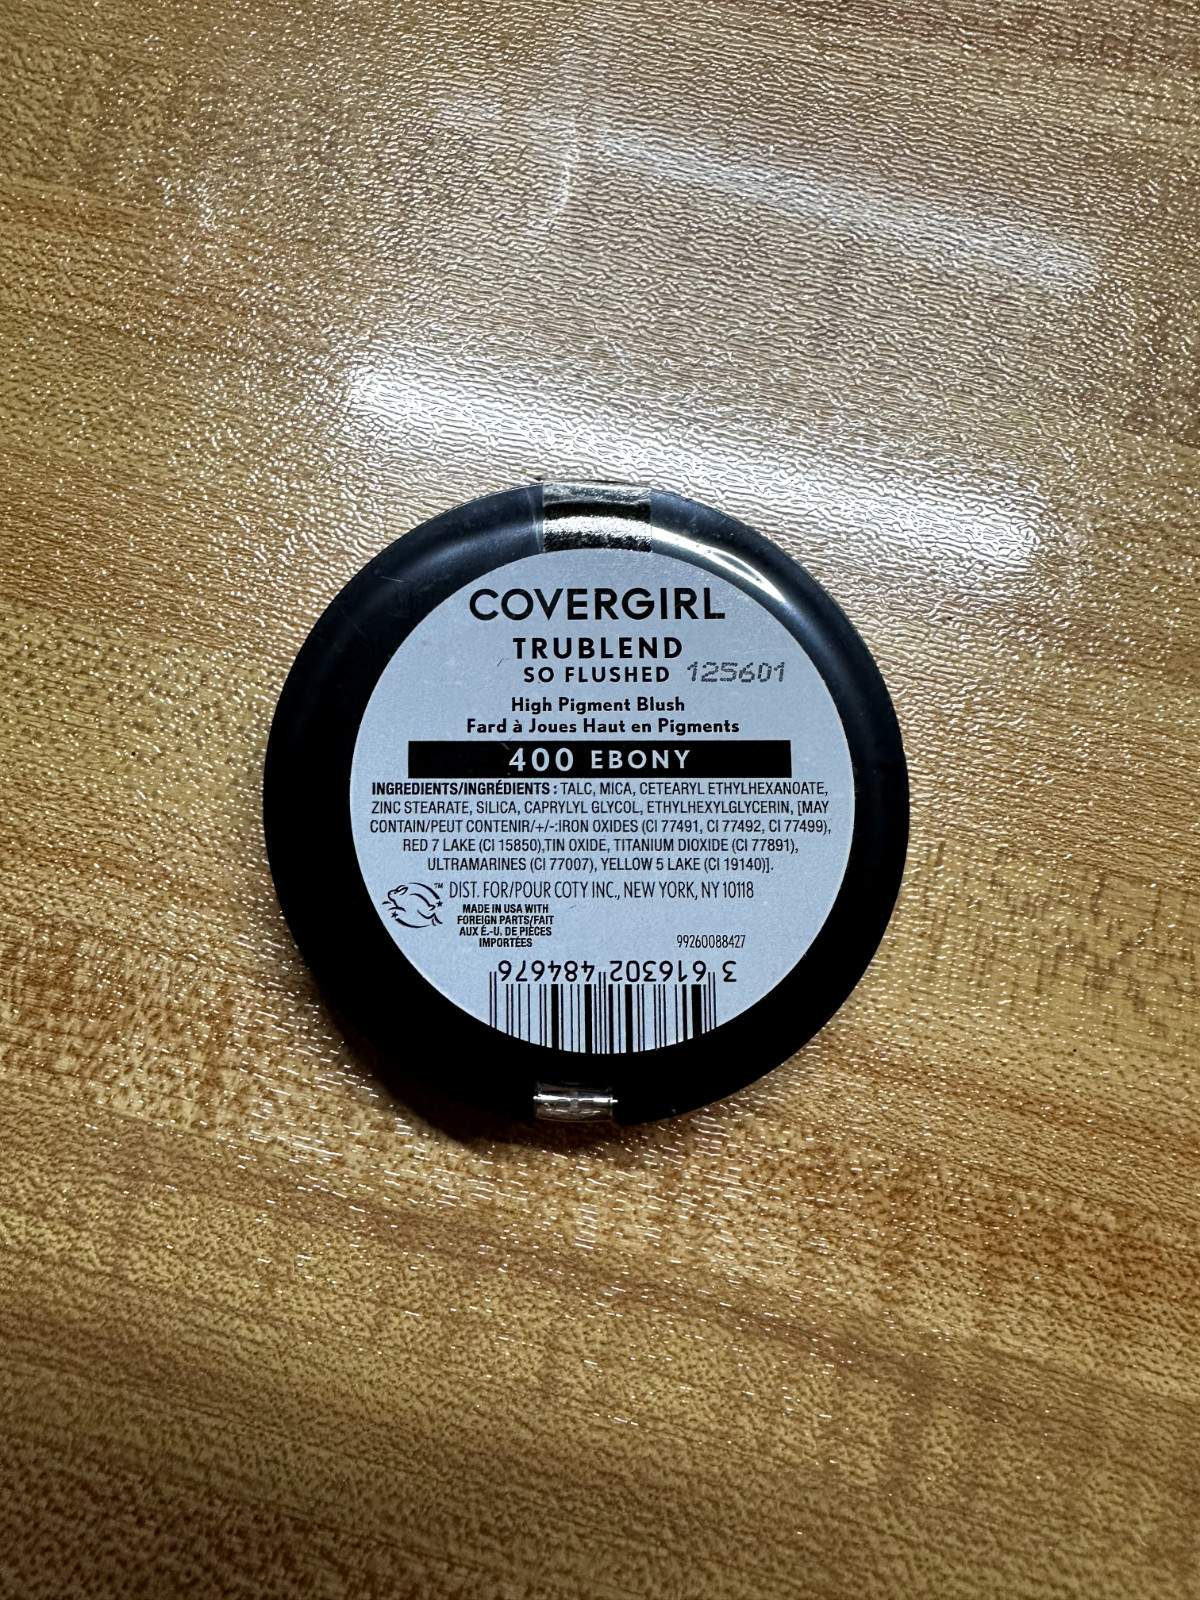 COVERGIRL
TRUBLEND
SO FLUSHED 125601
High Pigment Blush
Fard à Joues Haut en Pigments
400 EBONY
INGREDIENTS/INGRÉDIENTS : TALC, MICA, CETEARYL ETHYLHEXANOATE,
ZINC STEARATE, SILICA, CAPRYLYL GLYCOL, ETHYLHEXYLGLYCERIN, [MAY
CONTAIN/PEUT CONTENIR/+/-:IRON OXIDES (CI 77491, CI 77492, CI 77499),
RED 7 LAKE (CI 15850),TIN OXIDE, TITANIUM DIOXIDE (CI 77891),
ULTRAMARINES (CI 77007), YELLOW 5 LAKE (CI 19140)].
™ DIST. FOR/POUR COTY INC., NEW YORK, NY 10118
MADE IN USA WITH
FOREIGN PARTS/FAIT
AUX É.-U. DE PIÈCES
IMPORTÉES
99260088427
3 616302 484676